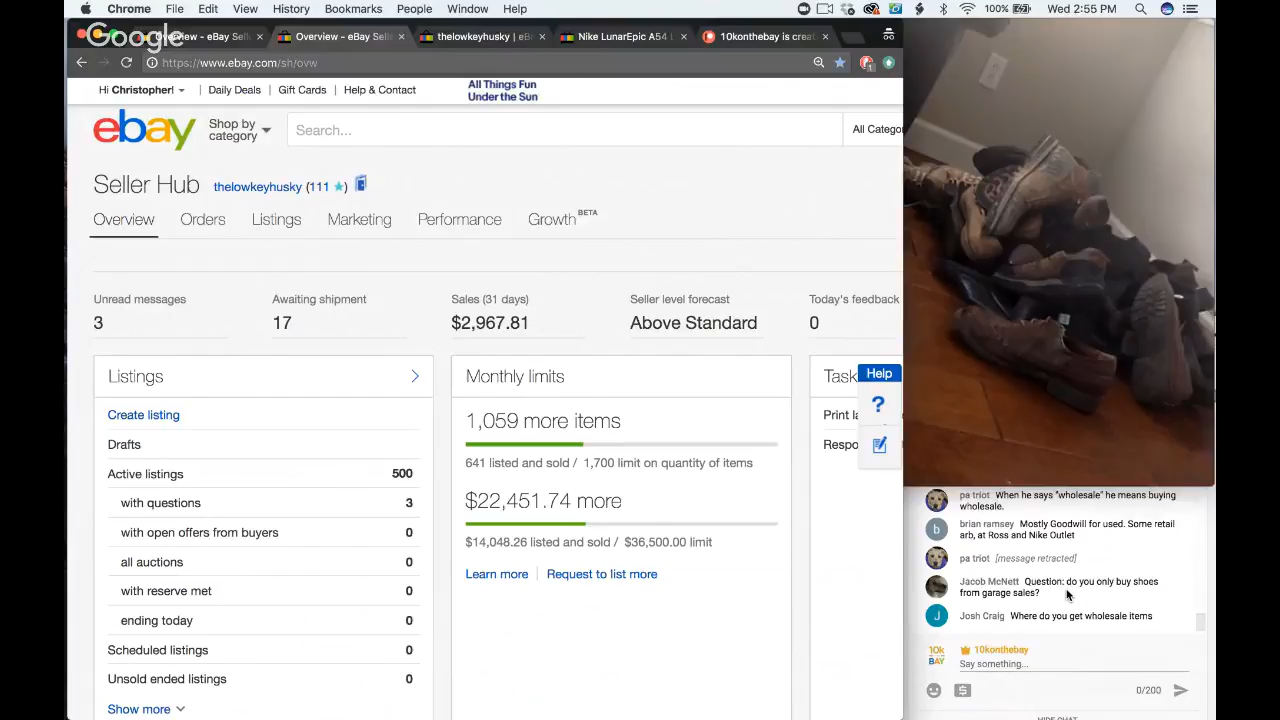 Chrome File Edit View History Bookmarks People Window Help 100% Wed 2:55 PM
Google
Overview - eBay Sell × Overview - eBay Seller × thelowkeyhusky | eB × Nike LunarEpic A54 L × 10konthebay is creat ×
https://www.ebay.com/sh/ovw
Hi Christopher! Daily Deals Gift Cards Help & Contact
All Things Fun
Under the Sun
ebay
Shop by
category
Search...
All Catego
Seller Hub thelowkeyhusky (111 ★)
Overview Orders Listings Marketing Performance Growth BETA
Unread messages
3
Awaiting shipment
17
Sales (31 days)
$2,967.81
Seller level forecast
Above Standard
Today's feedback
0
Listings
Create listing
Drafts
Active listings 500
with questions 3
with open offers from buyers 0
all auctions 0
with reserve met 0
ending today 0
Scheduled listings 0
Unsold ended listings 0
Show more
Monthly limits
1,059 more items
641 listed and sold / 1,700 limit on quantity of items
$22,451.74 more
$14,048.26 listed and sold / $36,500.00 limit
Learn more Request to list more
Task
Print la
Respo
Help
?
pa triot When he says "wholesale" he means buying
wholesale.
brian ramsey Mostly Goodwill for used. Some retail
arb, at Ross and Nike Outlet
pa triot [message retracted]
Jacob McNett Question: do you only buy shoes
from garage sales?
Josh Craig Where do you get wholesale items
10konthebay
Say something...
0/200
HIDE CHAT